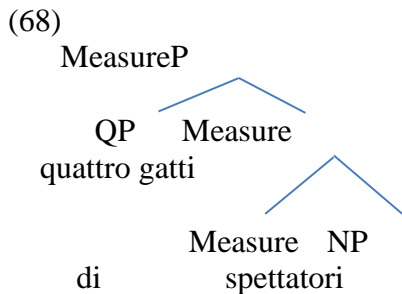 (68)
MeasureP
QP Measure
quattro gatti
Measure NP
di spettatori